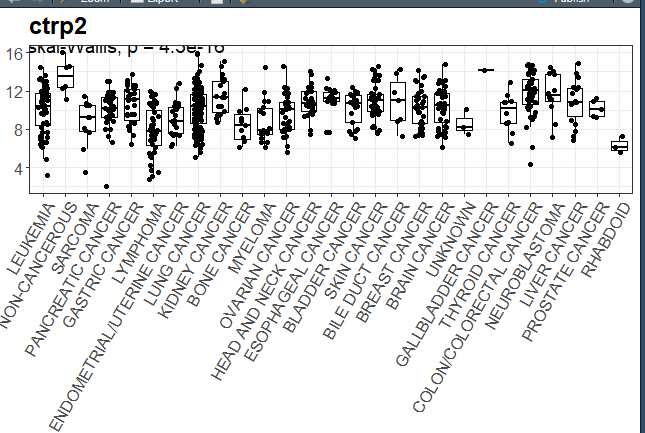 Zoom Export Publish
ctrp2
skal-Wallis, p = 4.5e-16
16
12
8
4
LEUKEMIA
NON-CANCEROUS
SARCOMA
PANCREATIC CANCER
GASTRIC CANCER
LYMPHOMA
ENDOMETRIAL/UTERINE CANCER
LUNG CANCER
KIDNEY CANCER
BONE CANCER
MYELOMA
OVARIAN CANCER
HEAD AND NECK CANCER
ESOPHAGEAL CANCER
BLADDER CANCER
SKIN CANCER
BILE DUCT CANCER
BREAST CANCER
BRAIN CANCER
UNKNOWN
GALLBLADDER CANCER
THYROID CANCER
COLON/COLORECTAL CANCER
NEUROBLASTOMA
LIVER CANCER
PROSTATE CANCER
RHABDOID